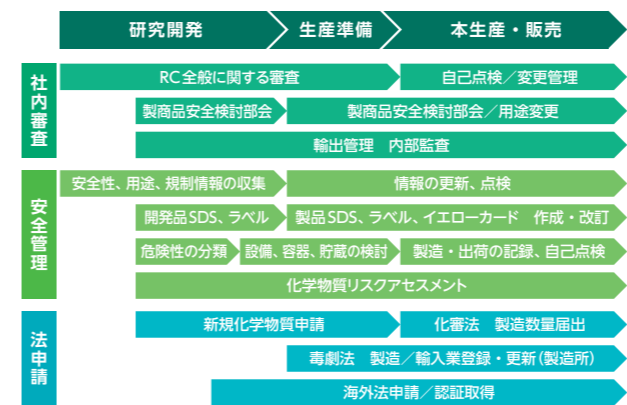 研究開発
生産準備
本生産・販売
社内審査
RC全般に関する審査
自己点検／変更管理
製商品安全検討部会
製商品安全検討部会／用途変更
輸出管理　内部監査
安全管理
安全性、用途、規制情報の収集
情報の更新、点検
開発品SDS、ラベル
製品SDS、ラベル、イエローカード　作成・改訂
危険性の分類
設備、容器、貯蔵の検討
製造・出荷の記録、自己点検
化学物質リスクアセスメント
法申請
新規化学物質申請
化審法　製造数量届出
毒劇法　製造／輸入業登録・更新（製造所）
海外法申請／認証取得